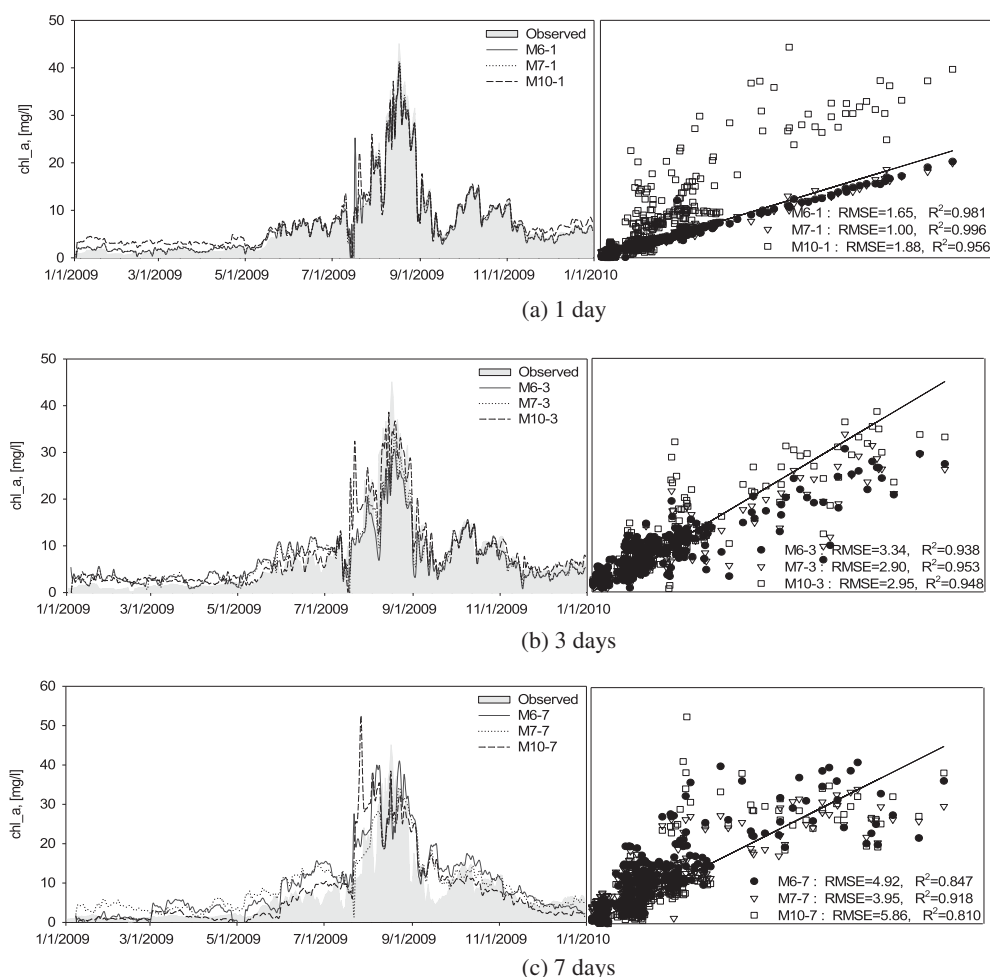 50
40
30
20
10
0
chl_a, [mg/l]
Observed
M6-1
M7-1
M10-1
1/1/2009 3/1/2009 5/1/2009 7/1/2009 9/1/2009 11/1/2009 1/1/2010
M6-1 : RMSE=1.65, R²=0.981
M7-1 : RMSE=1.00, R²=0.996
M10-1 : RMSE=1.88, R²=0.956
(a) 1 day
50
40
30
20
10
0
chl_a, [mg/l]
Observed
M6-3
M7-3
M10-3
1/1/2009 3/1/2009 5/1/2009 7/1/2009 9/1/2009 11/1/2009 1/1/2010
M6-3 : RMSE=3.34, R²=0.938
M7-3 : RMSE=2.90, R²=0.953
M10-3 : RMSE=2.95, R²=0.948
(b) 3 days
60
50
40
30
20
10
0
chl_a, [mg/l]
Observed
M6-7
M7-7
M10-7
1/1/2009 3/1/2009 5/1/2009 7/1/2009 9/1/2009 11/1/2009 1/1/2010
M6-7 : RMSE=4.92, R²=0.847
M7-7 : RMSE=3.95, R²=0.918
M10-7 : RMSE=5.86, R²=0.810
(c) 7 days